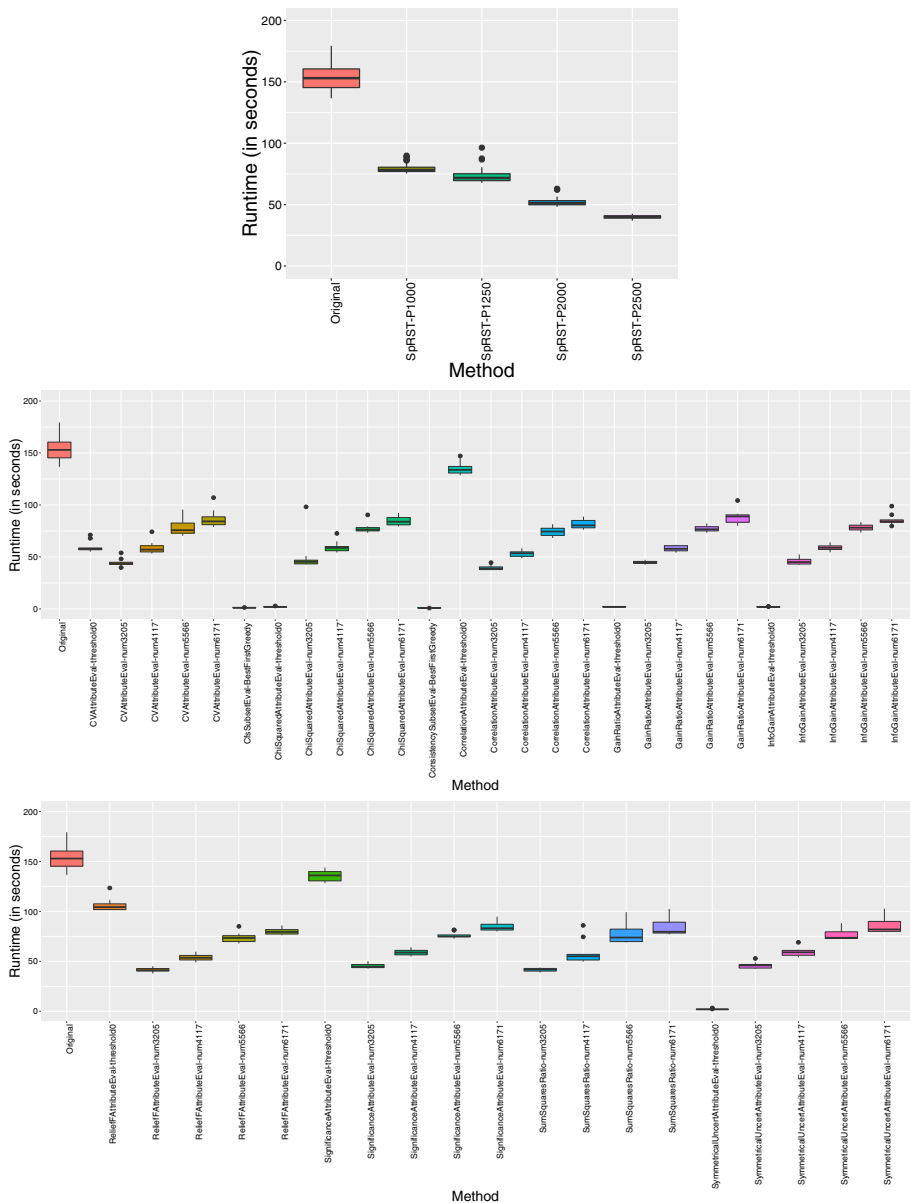 200
150
100
50
0
Runtime (in seconds)
Original
SpRST-P1000
SpRST-P1250
SpRST-P2000
SpRST-P2500
Method
200
150
100
50
0
Runtime (in seconds)
Original
CVAttributeEval-threshold0
CVAttributeEval-num3205
CVAttributeEval-num4117
CVAttributeEval-num5566
CVAttributeEval-num6171
CfsSubsetEval-BestFirstGreedy
ChiSquaredAttributeEval-threshold0
ChiSquaredAttributeEval-num3205
ChiSquaredAttributeEval-num4117
ChiSquaredAttributeEval-num5566
ChiSquaredAttributeEval-num6171
ConsistencySubsetEval-BestFirstGreedy
CorrelationAttributeEval-threshold0
CorrelationAttributeEval-num3205
CorrelationAttributeEval-num4117
CorrelationAttributeEval-num5566
CorrelationAttributeEval-num6171
GainRatioAttributeEval-threshold0
GainRatioAttributeEval-num3205
GainRatioAttributeEval-num4117
GainRatioAttributeEval-num5566
GainRatioAttributeEval-num6171
InfoGainAttributeEval-threshold0
InfoGainAttributeEval-num3205
InfoGainAttributeEval-num4117
InfoGainAttributeEval-num5566
InfoGainAttributeEval-num6171
Method
200
150
100
50
0
Runtime (in seconds)
Original
ReliefFAttributeEval-threshold0
ReliefFAttributeEval-num3205
ReliefFAttributeEval-num4117
ReliefFAttributeEval-num5566
ReliefFAttributeEval-num6171
SignificanceAttributeEval-threshold0
SignificanceAttributeEval-num3205
SignificanceAttributeEval-num4117
SignificanceAttributeEval-num5566
SignificanceAttributeEval-num6171
SumSquaresRatio-num3205
SumSquaresRatio-num4117
SumSquaresRatio-num5566
SumSquaresRatio-num6171
SymmetricalUncertAttributeEval-threshold0
SymmetricalUncertAttributeEval-num3205
SymmetricalUncertAttributeEval-num4117
SymmetricalUncertAttributeEval-num5566
SymmetricalUncertAttributeEval-num6171
Method